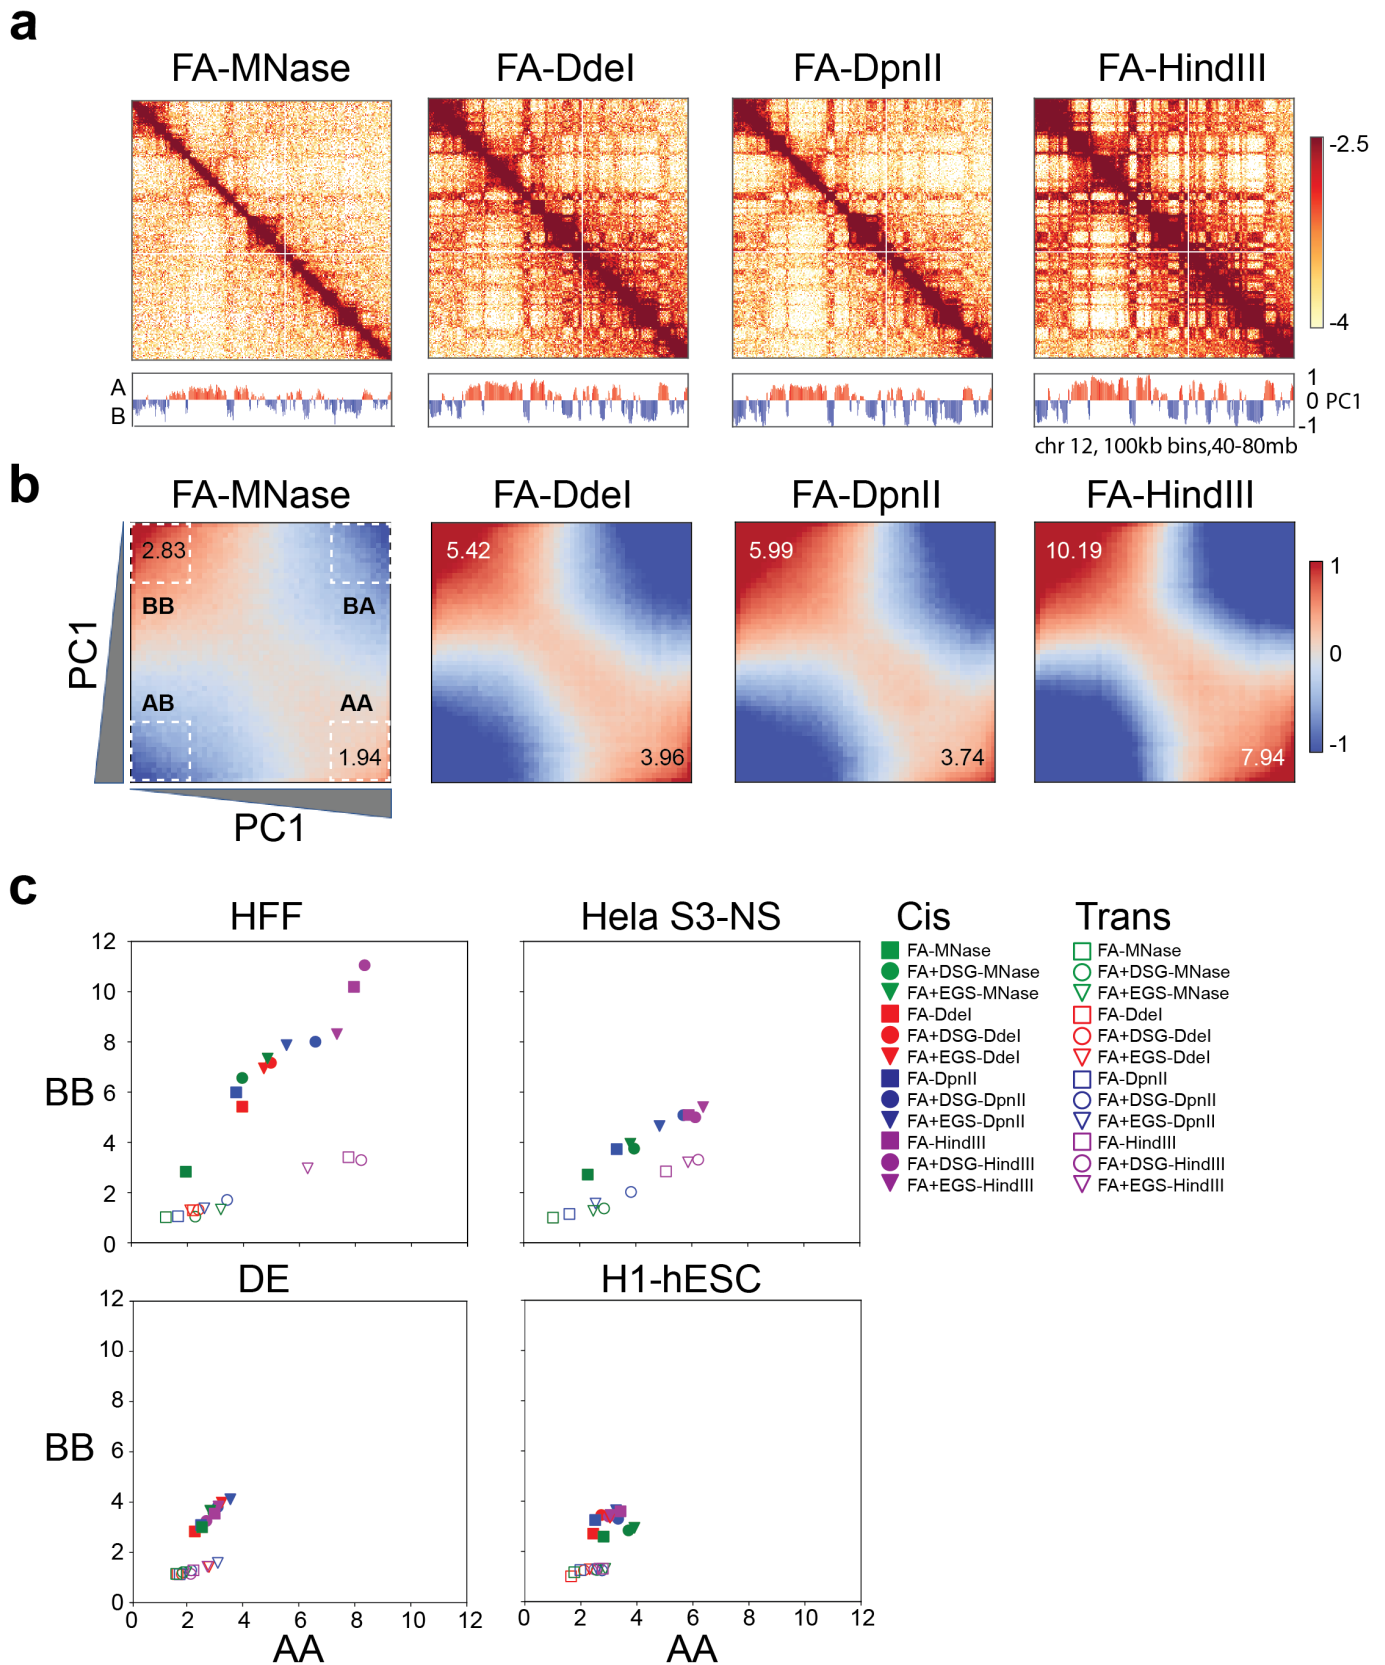 a
FA-MNase FA-DdeI FA-DpnII FA-HindIII
-2.5
-4
A
B
1
0 PC1
-1
chr 12, 100kb bins,40-80mb
b
FA-MNase FA-DdeI FA-DpnII FA-HindIII
2.83 5.42 5.99 10.19
BB BA
AB AA
1.94 3.96 3.74 7.94
1
0
-1
PC1
PC1
c
HFF Hela S3-NS
Cis Trans
FA-MNase FA-MNase
FA+DSG-MNase FA+DSG-MNase
FA+EGS-MNase FA+EGS-MNase
FA-DdeI FA-DdeI
FA+DSG-DdeI FA+DSG-DdeI
FA+EGS-DdeI FA+EGS-DdeI
FA-DpnII FA-DpnII
FA+DSG-DpnII FA+DSG-DpnII
FA+EGS-DpnII FA+EGS-DpnII
FA-HindIII FA-HindIII
FA+DSG-HindIII FA+DSG-HindIII
FA+EGS-HindIII FA+EGS-HindIII
12
10
8
BB 6
4
2
0
DE H1-hESC
12
10
8
BB 6
4
2
0
0 2 4 6 8 10 12 0 2 4 6 8 10 12
AA AA